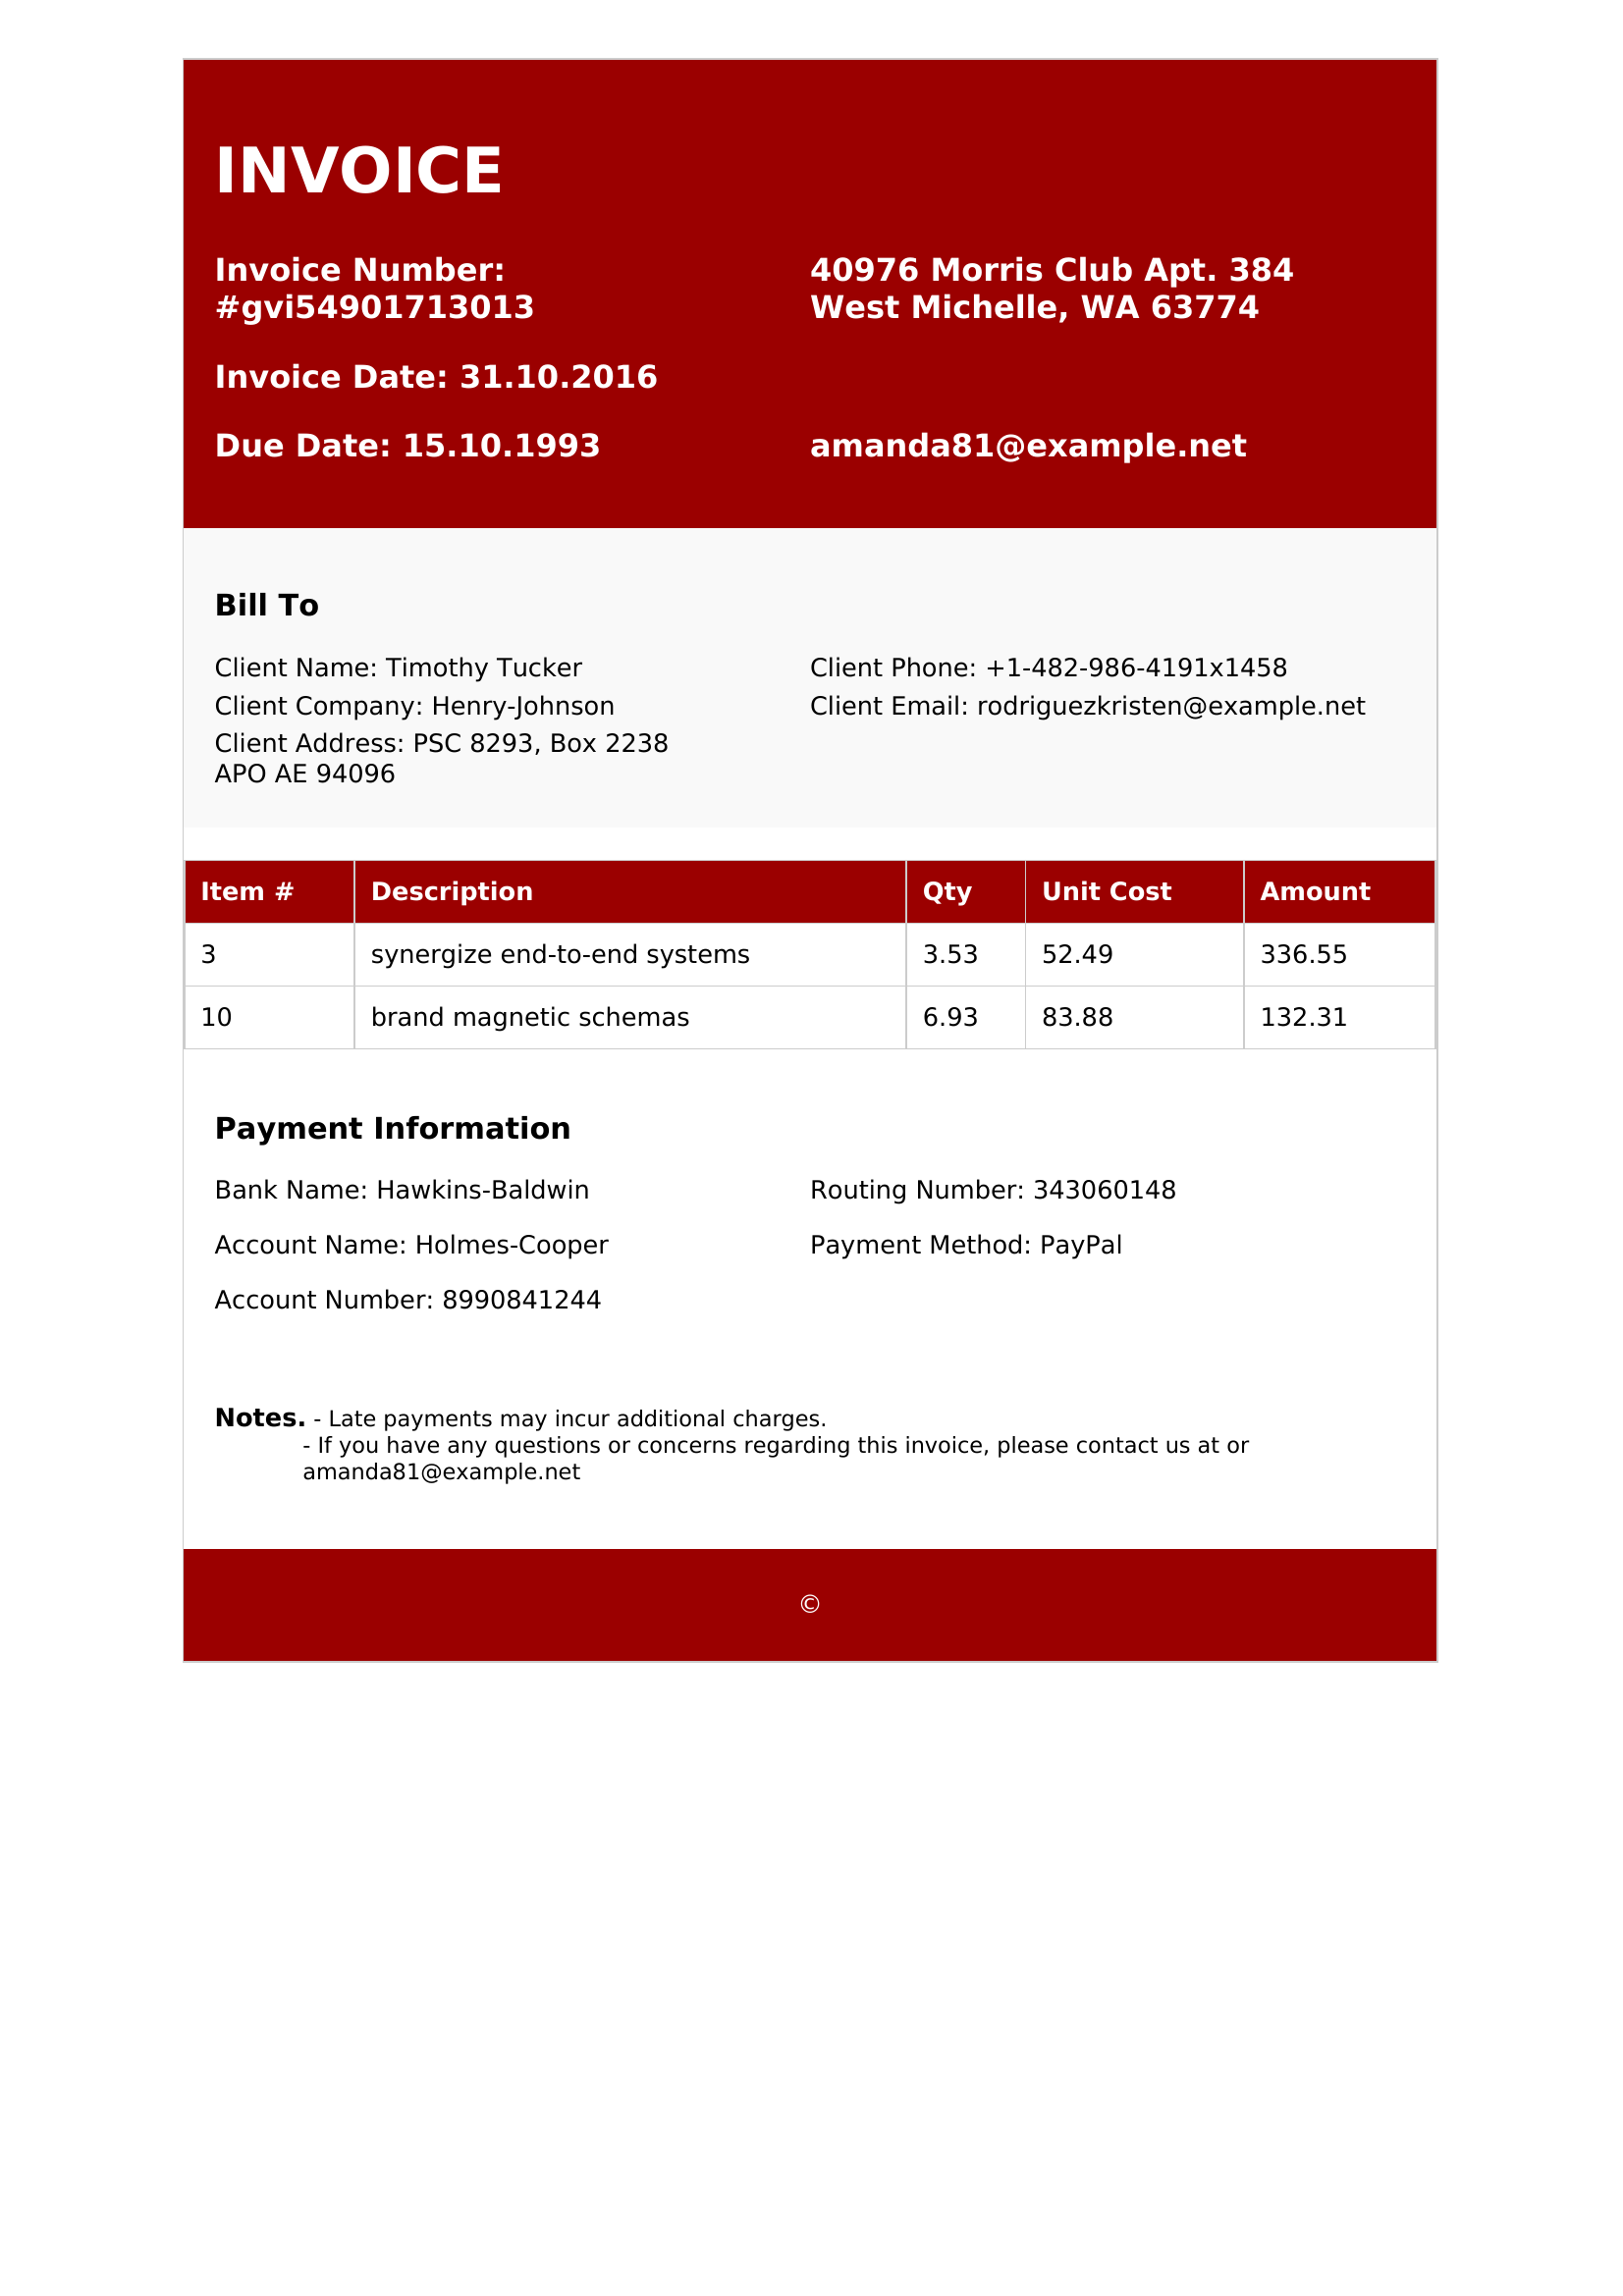 INVOICE
Invoice Number:
#gvi54901713013
40976 Morris Club Apt. 384
West Michelle, WA 63774
Invoice Date: 31.10.2016
Due Date: 15.10.1993
amanda81@example.net
Bill To
Client Name: Timothy Tucker
Client Phone: +1-482-986-4191x1458
Client Company: Henry-Johnson
Client Email: rodriguezkristen@example.net
Client Address: PSC 8293, Box 2238
APO AE 94096
Item # Description Qty Unit Cost Amount
3 synergize end-to-end systems 3.53 52.49 336.55
10 brand magnetic schemas 6.93 83.88 132.31
Payment Information
Bank Name: Hawkins-Baldwin
Routing Number: 343060148
Account Name: Holmes-Cooper
Payment Method: PayPal
Account Number: 8990841244
Notes. - Late payments may incur additional charges.
- If you have any questions or concerns regarding this invoice, please contact us at or
amanda81@example.net
©